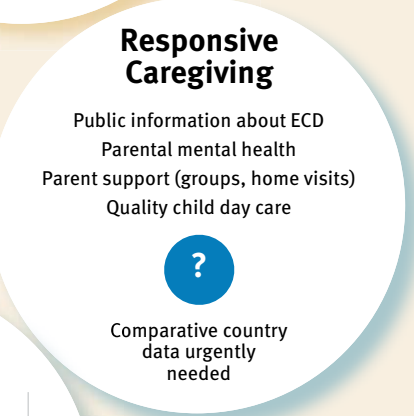 Responsive
Caregiving
Public information about ECD
Parental mental health
Parent support (groups, home visits)
Quality child day care
?
Comparative country
data urgently
needed